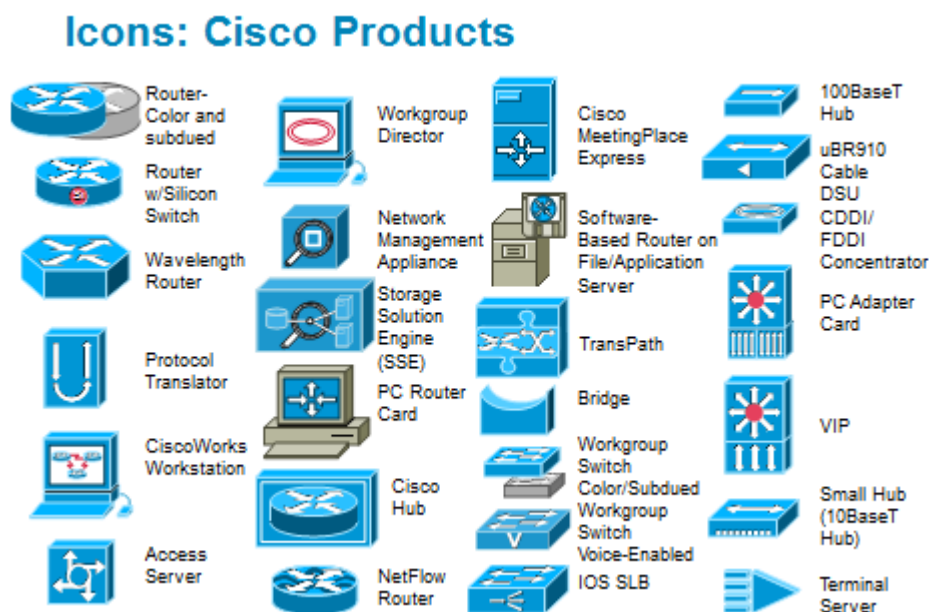 Icons: Cisco Products
Router-
Color and
subdued
Router
w/Silicon
Switch
Wavelength
Router
Protocol
Translator
CiscoWorks
Workstation
Access
Server
Workgroup
Director
Network
Management
Appliance
Storage
Solution
Engine
(SSE)
PC Router
Card
Cisco
Hub
NetFlow
Router
Cisco
MeetingPlace
Express
Software-
Based Router on
File/Application
Server
TransPath
Bridge
Workgroup
Switch
Color/Subdued
Workgroup
Switch
Voice-Enabled
V
IOS SLB
100BaseT
Hub
uBR910
Cable
DSU
CDDI/
FDDI
Concentrator
PC Adapter
Card
VIP
Small Hub
(10BaseT
Hub)
Terminal
Server